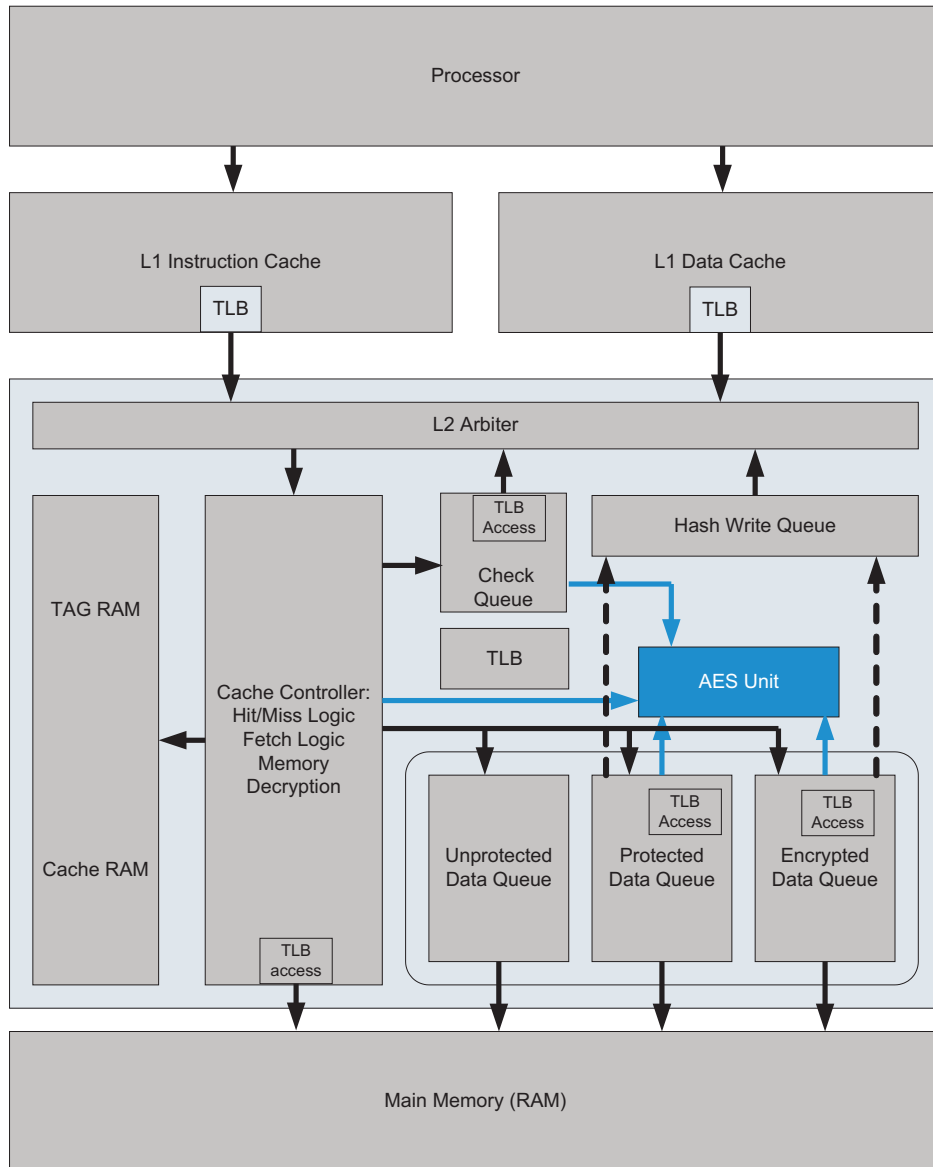 Processor
L1 Instruction Cache
TLB
L1 Data Cache
TLB
L2 Arbiter
TAG RAM
Cache RAM
Cache Controller:
Hit/Miss Logic
Fetch Logic
Memory
Decryption
TLB
access
TLB
Access
Check
Queue
TLB
Hash Write Queue
AES Unit
Unprotected
Data Queue
TLB
Access
Protected
Data Queue
TLB
Access
Encrypted
Data Queue
Main Memory (RAM)